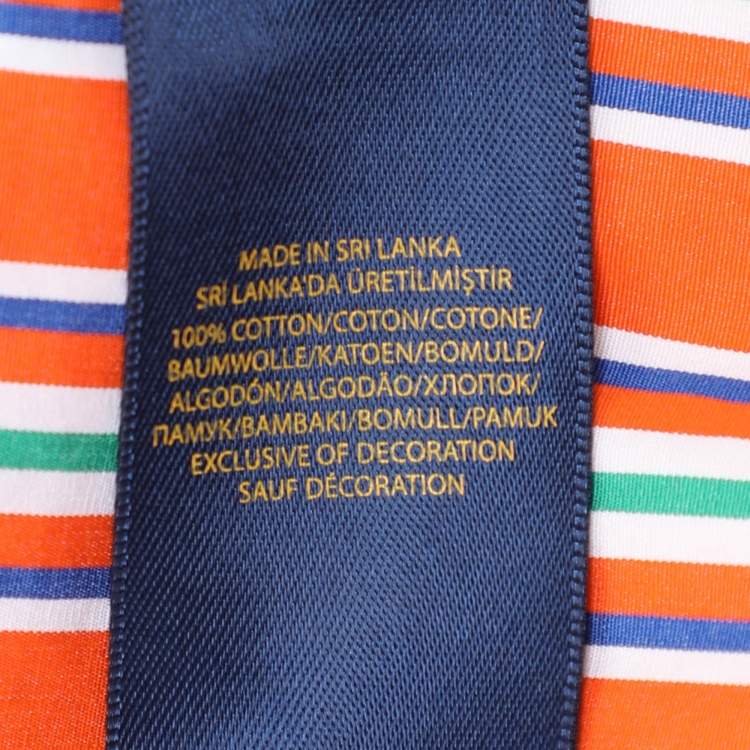 MADE IN SRI LANKA
SRİ LANKA'DA ÜRETİLMİŞTİR
100% COTTON/COTON/COTONE/
BAUMWOLLE/KATOEN/BOMULD/
ALGODÓN/ALGODÃO/ХЛОПОК/
ПАМУК/BAMBAKI/BOMULL/PAMUK
EXCLUSIVE OF DECORATION
SAUF DÉCORATION